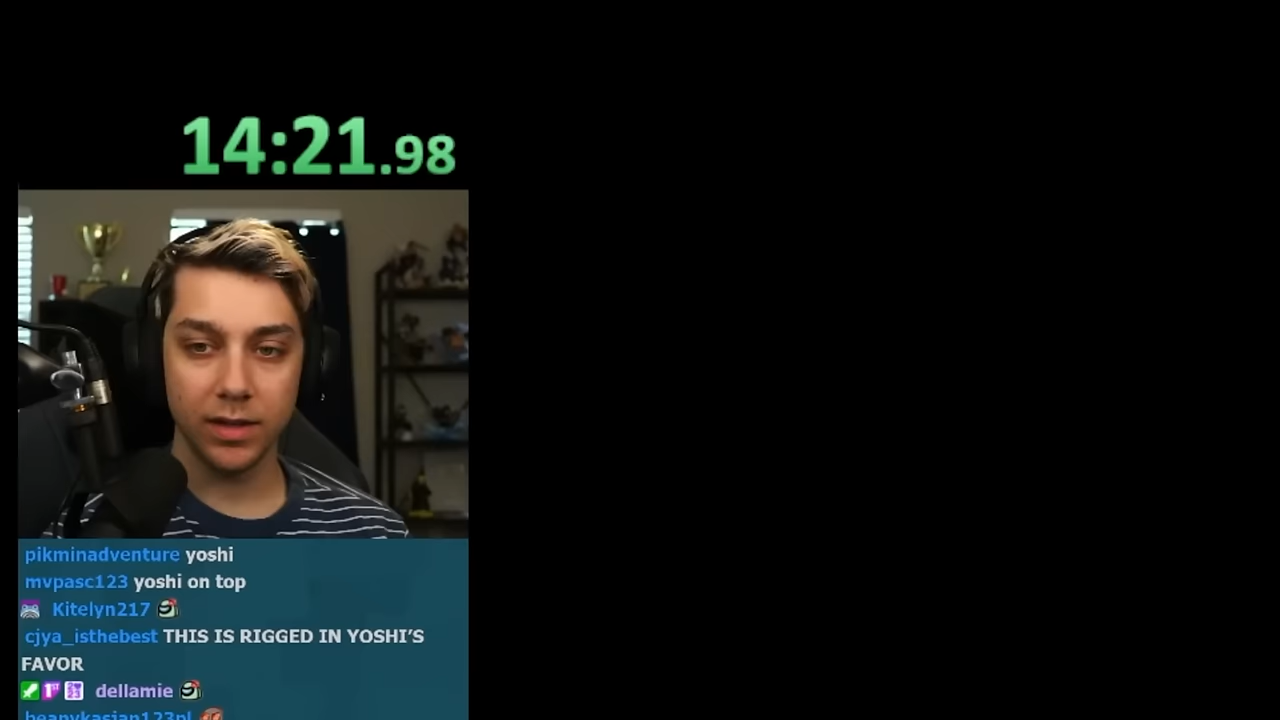 14:21.98
pikminadventure yoshi
mvpasc123 yoshi on top
Kitelyn217
cjya_isthebest THIS IS RIGGED IN YOSHI'S
FAVOR
dellamie